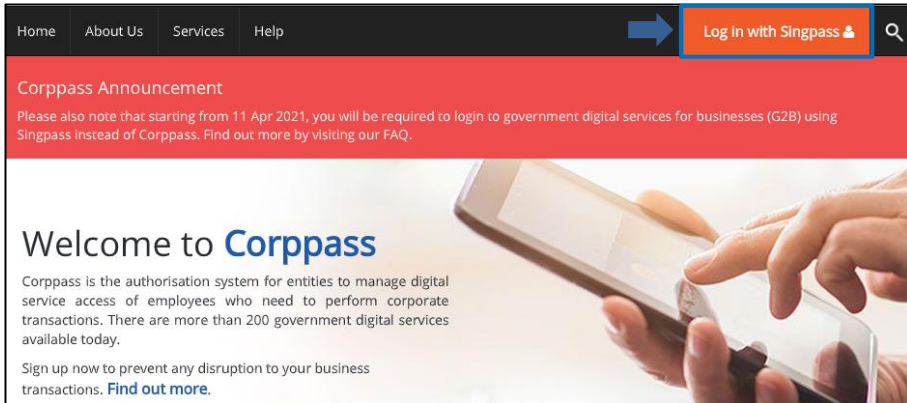 Home About Us Services Help Log in with Singpass
Corppass Announcement
Please also note that starting from 11 Apr 2021, you will be required to login to government digital services for businesses (G2B) using
Singpass instead of Corppass. Find out more by visiting our FAQ.
Welcome to Corppass
Corppass is the authorisation system for entities to manage digital
service access of employees who need to perform corporate
transactions. There are more than 200 government digital services
available today.
Sign up now to prevent any disruption to your business
transactions. Find out more.